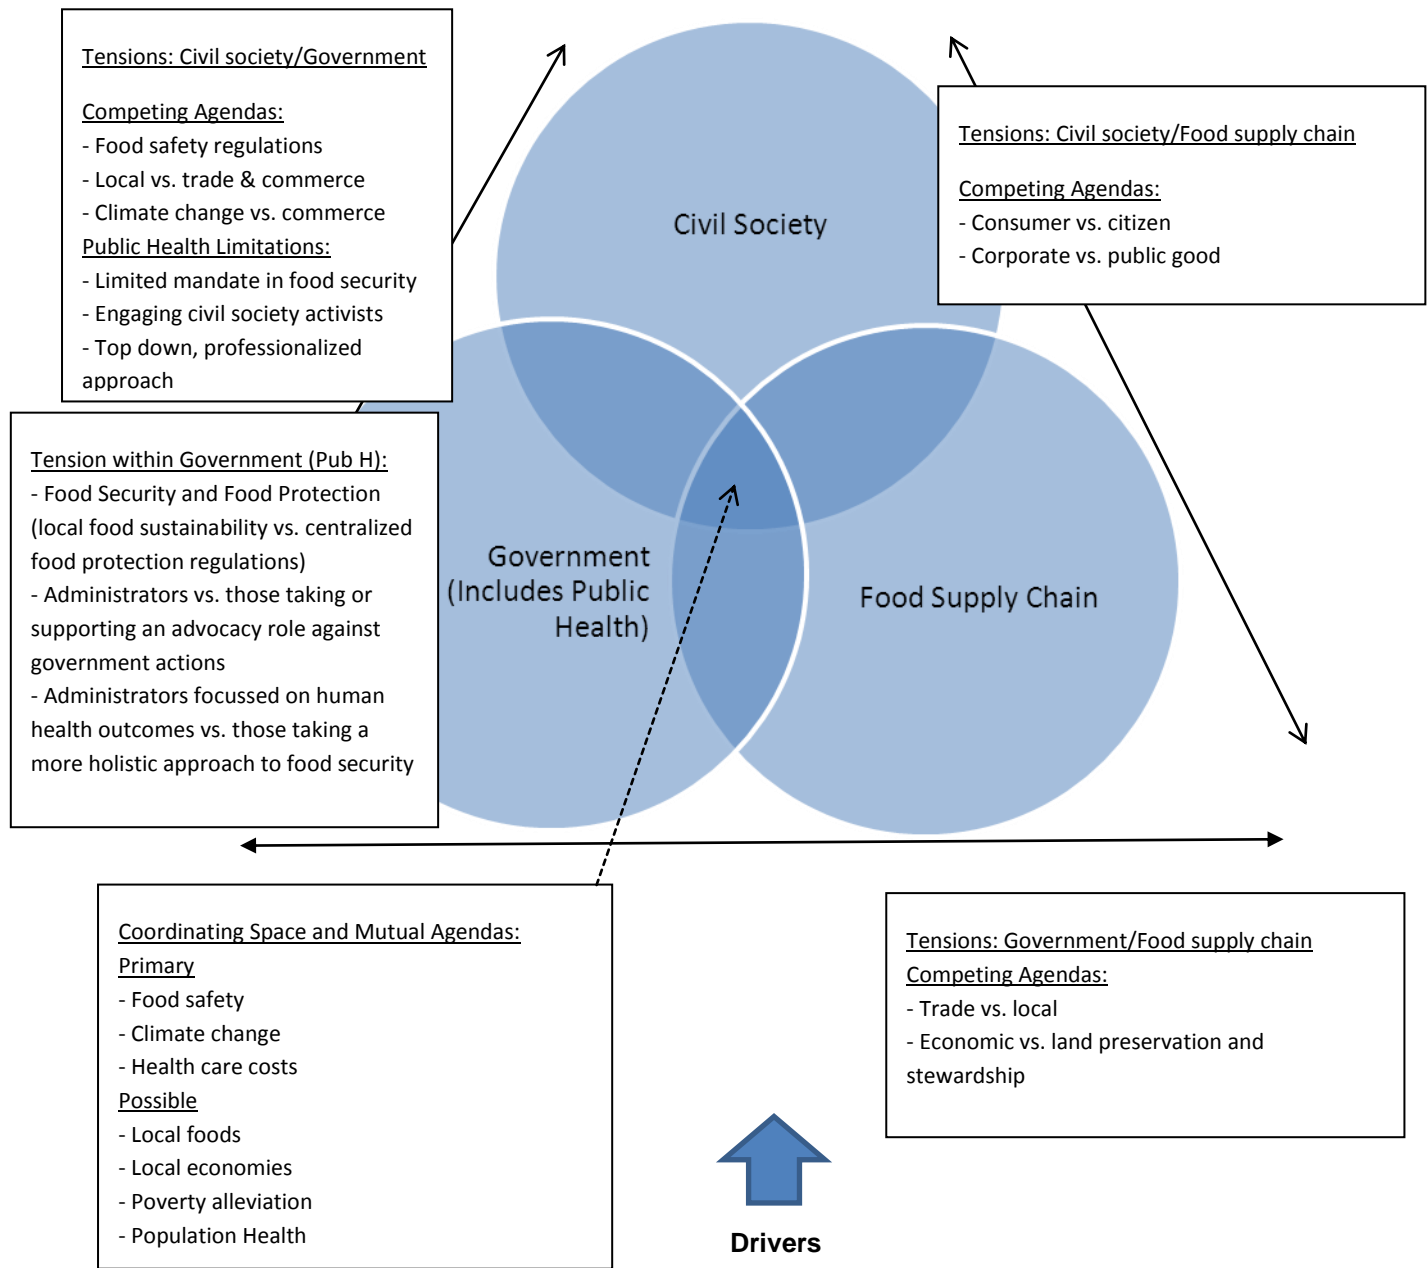 Tensions: Civil society/Government
Competing Agendas:
- Food safety regulations
- Local vs. trade & commerce
- Climate change vs. commerce
Public Health Limitations:
- Limited mandate in food security
- Engaging civil society activists
- Top down, professionalized
approach
Tensions: Civil society/Food supply chain
Competing Agendas:
- Consumer vs. citizen
- Corporate vs. public good
Civil Society
Tension within Government (Pub H):
- Food Security and Food Protection
(local food sustainability vs. centralized
food protection regulations)
- Administrators vs. those taking or
supporting an advocacy role against
government actions
- Administrators focussed on human
health outcomes vs. those taking a
more holistic approach to food security
Government
(Includes Public
Health)
Food Supply Chain
Coordinating Space and Mutual Agendas:
Primary
- Food safety
- Climate change
- Health care costs
Possible
- Local foods
- Local economies
- Poverty alleviation
- Population Health
Tensions: Government/Food supply chain
Competing Agendas:
- Trade vs. local
- Economic vs. land preservation and
stewardship
Drivers